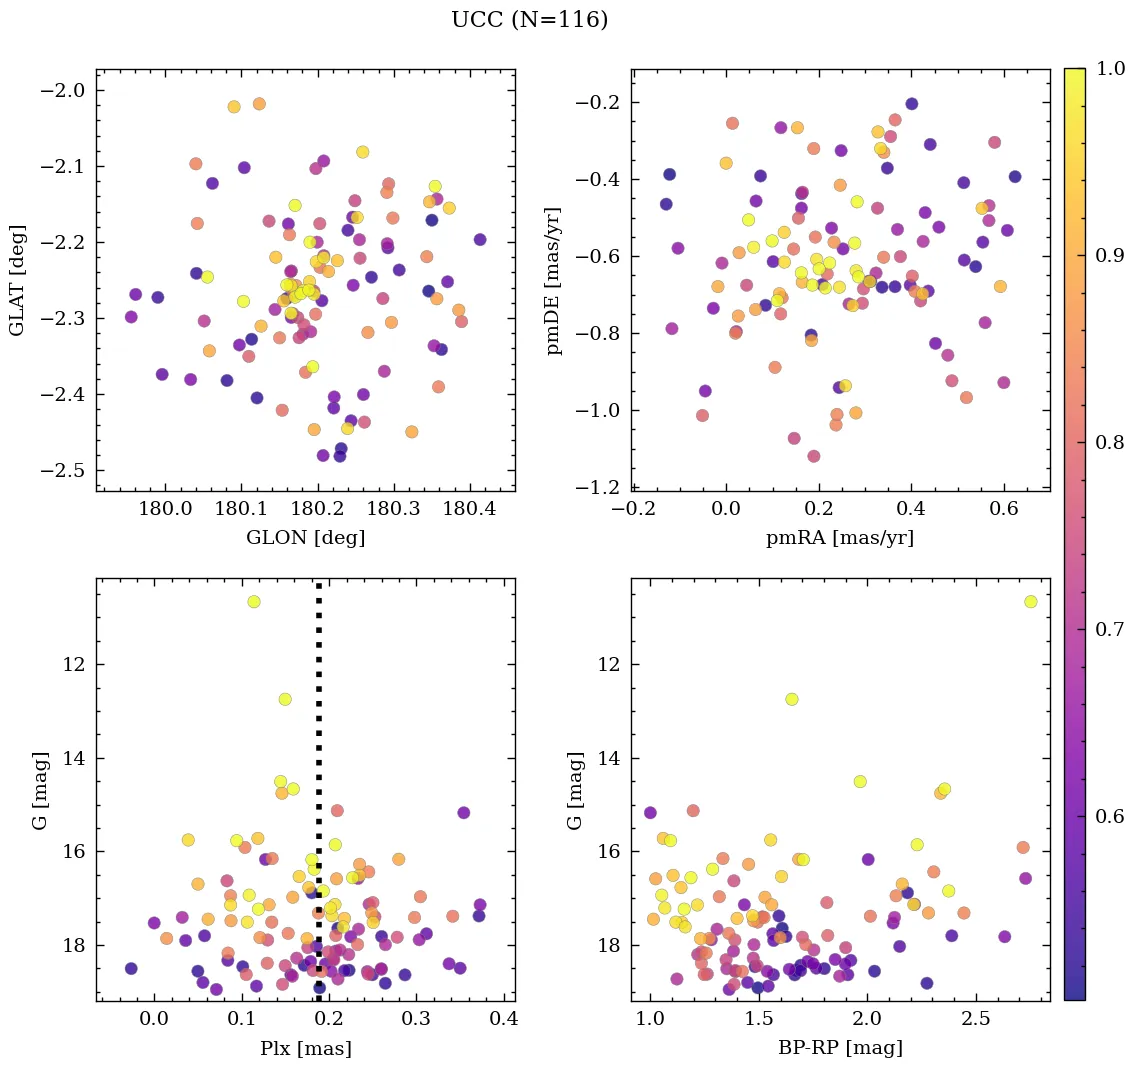 UCC (N=116)
−2.0
−2.1
−2.2
−2.3
−2.4
−2.5
GLAT [deg]
180.0 180.1 180.2 180.3 180.4
GLON [deg]
−0.2
−0.4
−0.6
−0.8
−1.0
−1.2
pmDE [mas/yr]
−0.2 0.0 0.2 0.4 0.6
pmRA [mas/yr]
1.0
0.9
0.8
0.7
0.6
12
14
16
18
G [mag]
0.0 0.1 0.2 0.3 0.4
Plx [mas]
12
14
16
18
G [mag]
1.0 1.5 2.0 2.5
BP-RP [mag]